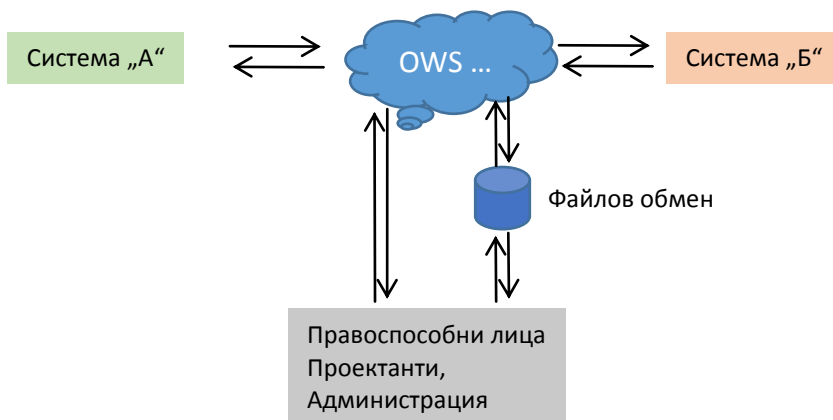 Система „А“
OWS ...
Система „Б“
Файлов обмен
Правоспособни лица
Проектанти,
Администрация